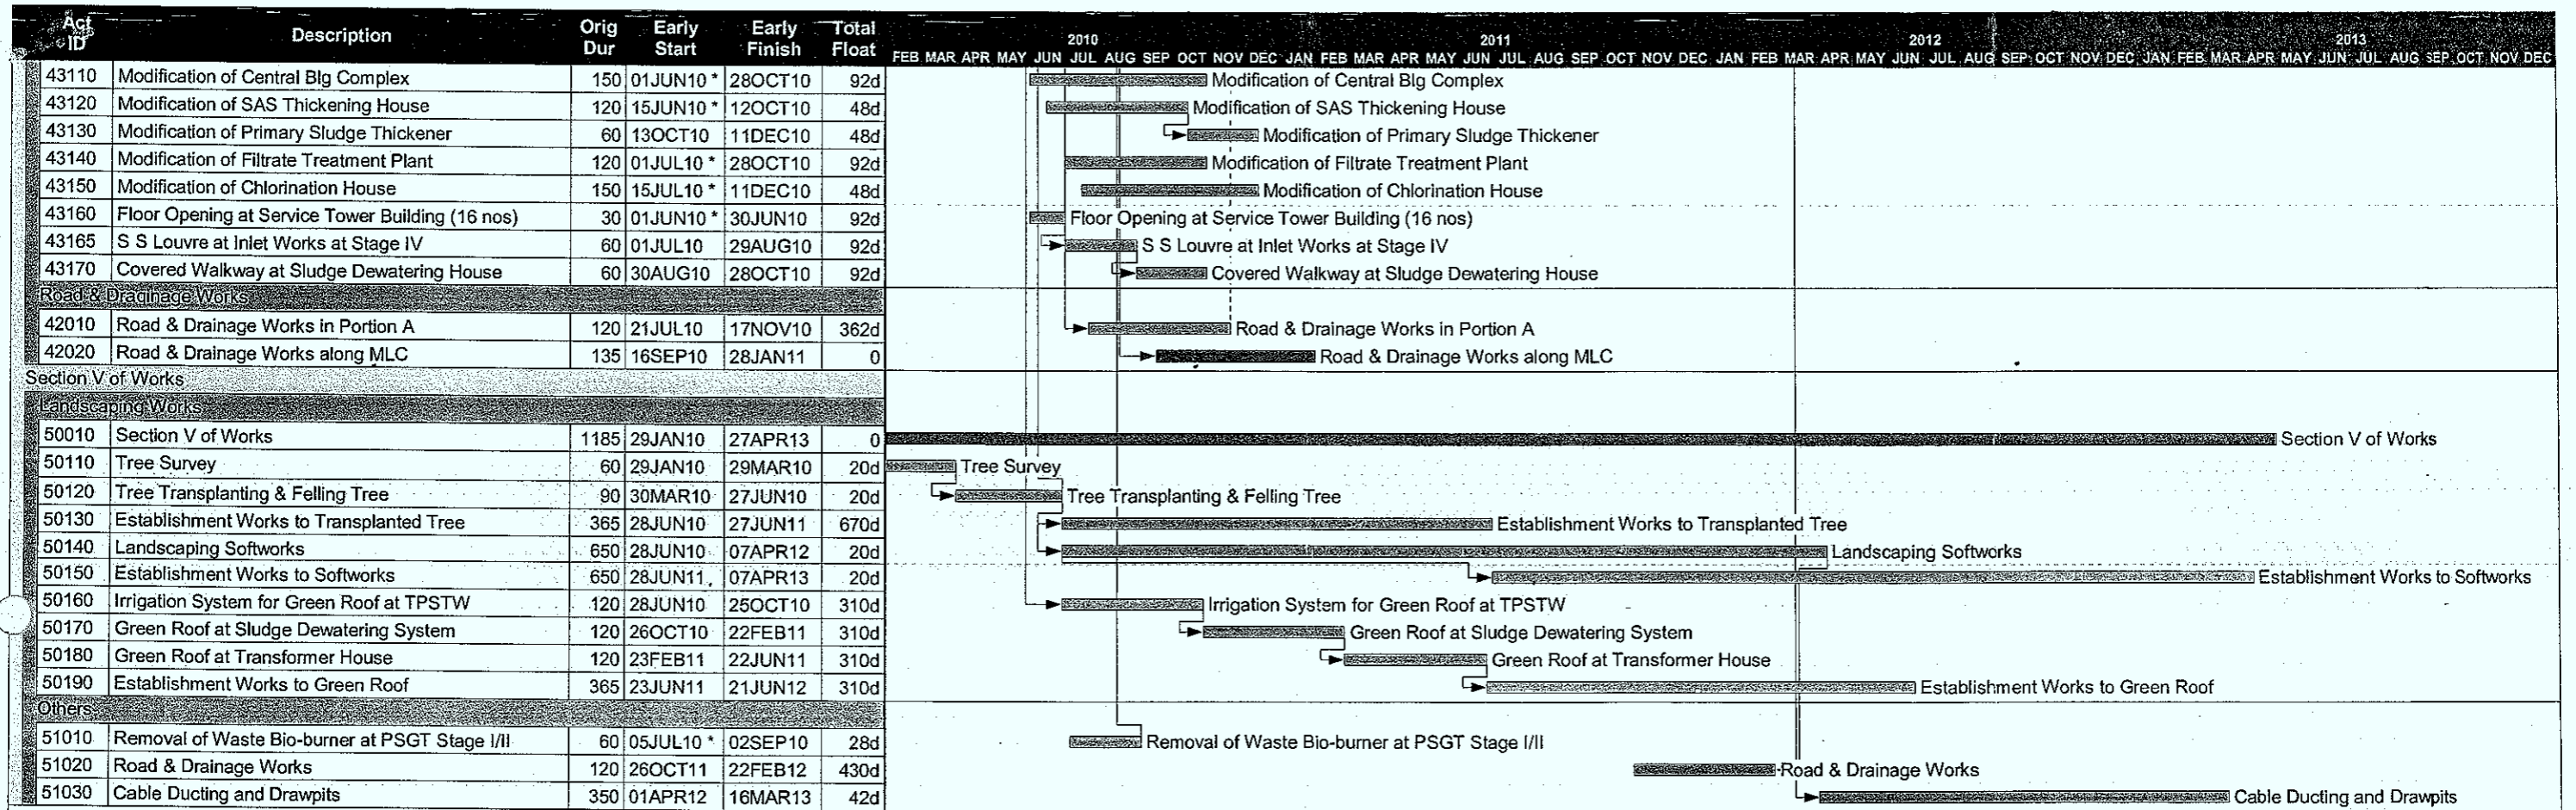 Act ID Description Orig Dur Early Start Early Finish Total Float
2010 2011 2012 2013
FEB MAR APR MAY JUN JUL AUG SEP OCT NOV DEC JAN FEB MAR APR MAY JUN JUL AUG SEP OCT NOV DEC JAN FEB MAR APR MAY JUN JUL AUG SEP OCT NOV DEC JAN FEB MAR APR MAY JUN JUL AUG SEP OCT NOV DEC
43110 Modification of Central Blg Complex 150 01JUN10 * 28OCT10 92d Modification of Central Blg Complex
43120 Modification of SAS Thickening House 120 15JUN10 * 12OCT10 48d Modification of SAS Thickening House
43130 Modification of Primary Sludge Thickener 60 13OCT10 11DEC10 48d Modification of Primary Sludge Thickener
43140 Modification of Filtrate Treatment Plant 120 01JUL10 * 28OCT10 92d Modification of Filtrate Treatment Plant
43150 Modification of Chlorination House 150 15JUL10 * 11DEC10 48d Modification of Chlorination House
43160 Floor Opening at Service Tower Building (16 nos) 30 01JUN10 * 30JUN10 92d Floor Opening at Service Tower Building (16 nos)
43165 S S Louvre at Inlet Works at Stage IV 60 01JUL10 29AUG10 92d S S Louvre at Inlet Works at Stage IV
43170 Covered Walkway at Sludge Dewatering House 60 30AUG10 28OCT10 92d Covered Walkway at Sludge Dewatering House
Road & Draginage Works
42010 Road & Drainage Works in Portion A 120 21JUL10 17NOV10 362d Road & Drainage Works in Portion A
42020 Road & Drainage Works along MLC 135 16SEP10 28JAN11 0 Road & Drainage Works along MLC
Section V of Works
Landscaping Works
50010 Section V of Works 1185 29JAN10 27APR13 0 Section V of Works
50110 Tree Survey 60 29JAN10 29MAR10 20d Tree Survey
50120 Tree Transplanting & Felling Tree 90 30MAR10 27JUN10 20d Tree Transplanting & Felling Tree
50130 Establishment Works to Transplanted Tree 365 28JUN10 27JUN11 670d Establishment Works to Transplanted Tree
50140 Landscaping Softworks 650 28JUN10 07APR12 20d Landscaping Softworks
50150 Establishment Works to Softworks 650 28JUN11 07APR13 20d Establishment Works to Softworks
50160 Irrigation System for Green Roof at TPSTW 120 28JUN10 25OCT10 310d Irrigation System for Green Roof at TPSTW
50170 Green Roof at Sludge Dewatering System 120 26OCT10 22FEB11 310d Green Roof at Sludge Dewatering System
50180 Green Roof at Transformer House 120 23FEB11 22JUN11 310d Green Roof at Transformer House
50190 Establishment Works to Green Roof 365 23JUN11 21JUN12 310d Establishment Works to Green Roof
Others
51010 Removal of Waste Bio-burner at PSGT Stage I/II 60 05JUL10 * 02SEP10 28d Removal of Waste Bio-burner at PSGT Stage I/II
51020 Road & Drainage Works 120 26OCT11 22FEB12 430d Road & Drainage Works
51030 Cable Ducting and Drawpits 350 01APR12 16MAR13 42d Cable Ducting and Drawpits